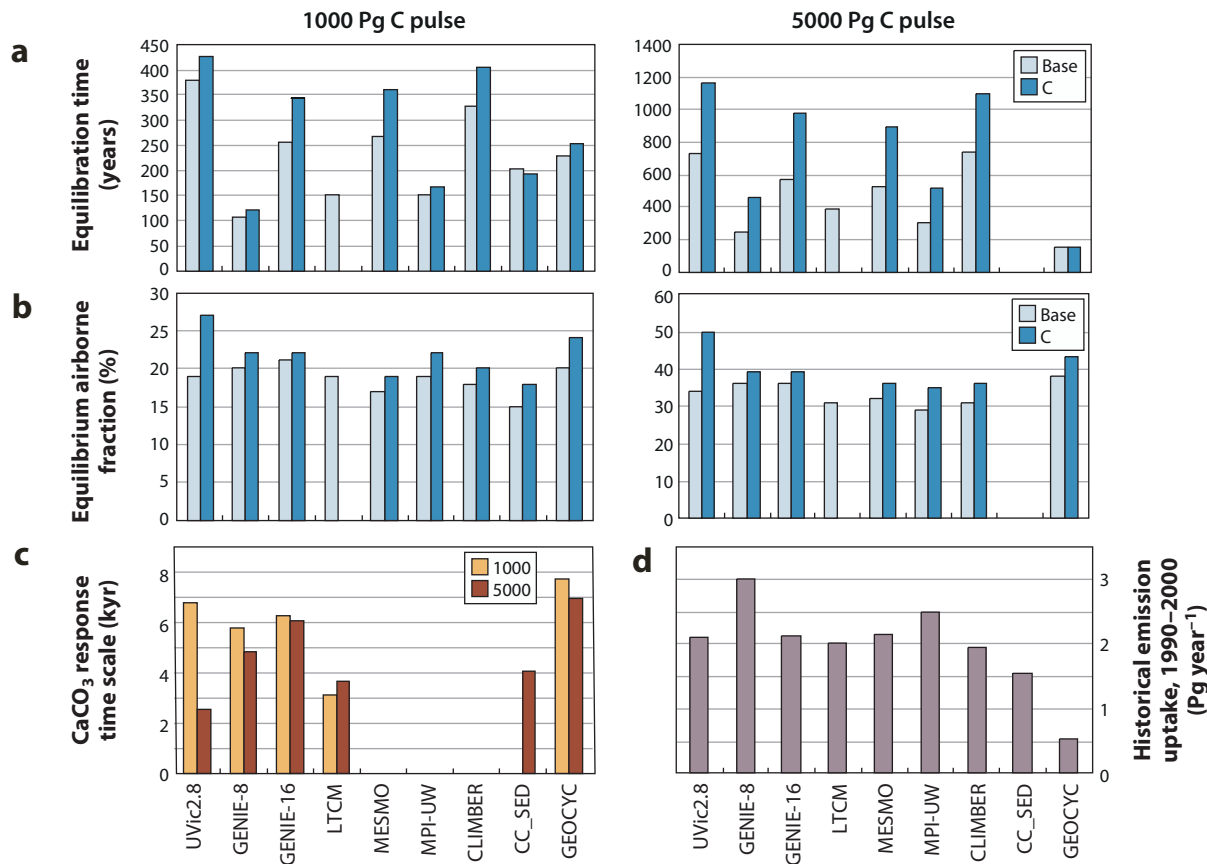 1000 Pg C pulse
5000 Pg C pulse
a
Equilibration time
(years)
450
400
350
300
250
200
150
100
50
0
1400
1200
1000
800
600
400
200
0
Base
C
b
Equilibrium airborne
fraction (%)
30
25
20
15
10
5
0
60
50
40
30
20
10
0
Base
C
c
CaCO₃ response
time scale (kyr)
8
6
4
2
0
1000
5000
d
3
2
1
0
Historical emission
uptake, 1990–2000
(Pg year⁻¹)
UVic2.8
GENIE-8
GENIE-16
LTCM
MESMO
MPI-UW
CLIMBER
CC_SED
GEOCYC
UVic2.8
GENIE-8
GENIE-16
LTCM
MESMO
MPI-UW
CLIMBER
CC_SED
GEOCYC